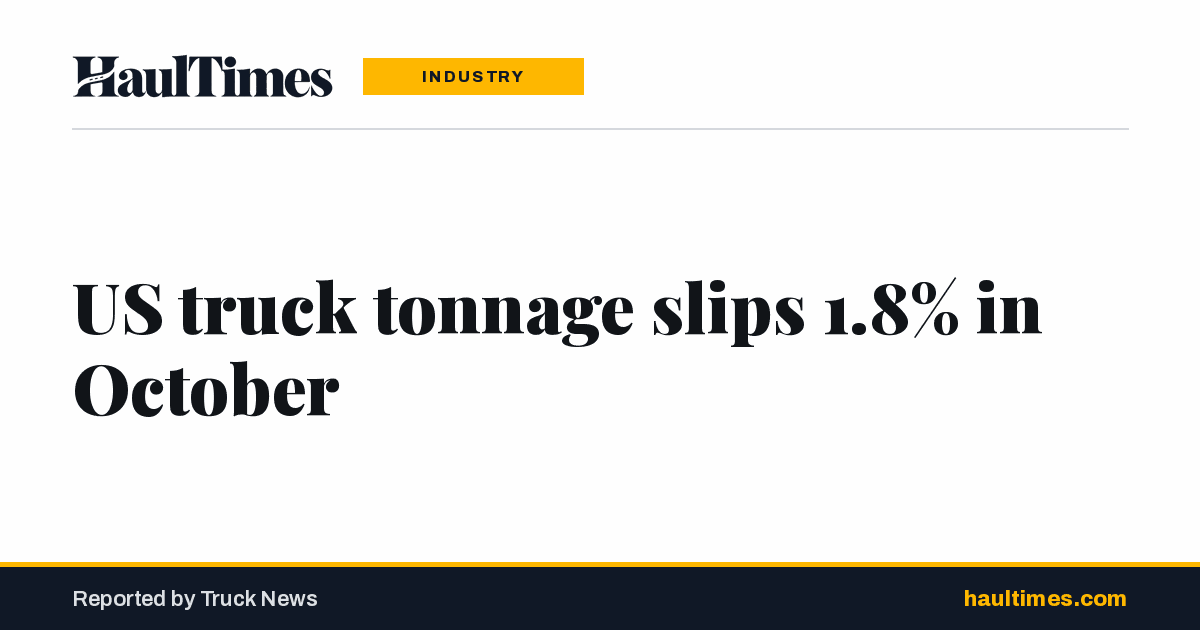 HaulTimes
INDUSTRY
US truck tonnage slips 1.8% in
October
Reported by Truck News
haultimes.com